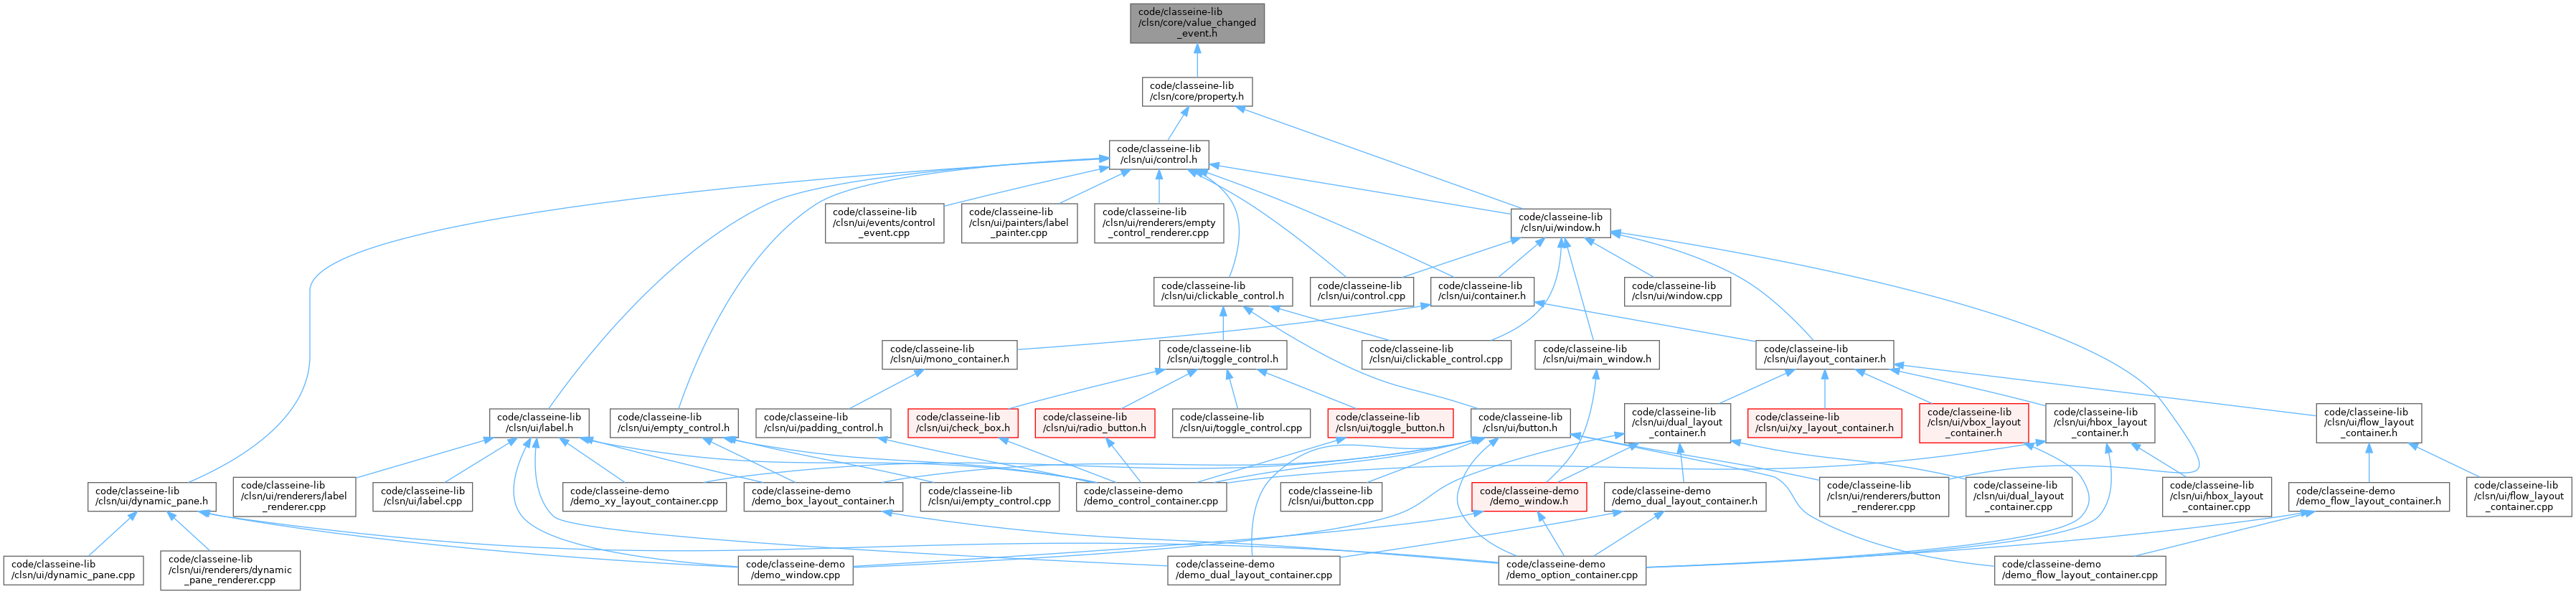 code/classeine-lib
/clsn/core/value_changed
_event.h
code/classeine-lib
/clsn/core/property.h
code/classeine-lib
/clsn/ui/control.h
code/classeine-lib
/clsn/ui/events/control
_event.cpp
code/classeine-lib
/clsn/ui/painters/label
_painter.cpp
code/classeine-lib
/clsn/ui/renderers/empty
_control_renderer.cpp
code/classeine-lib
/clsn/ui/window.h
code/classeine-lib
/clsn/ui/clickable_control.h
code/classeine-lib
/clsn/ui/control.cpp
code/classeine-lib
/clsn/ui/container.h
code/classeine-lib
/clsn/ui/window.cpp
code/classeine-lib
/clsn/ui/mono_container.h
code/classeine-lib
/clsn/ui/toggle_control.h
code/classeine-lib
/clsn/ui/clickable_control.cpp
code/classeine-lib
/clsn/ui/main_window.h
code/classeine-lib
/clsn/ui/layout_container.h
code/classeine-lib
/clsn/ui/label.h
code/classeine-lib
/clsn/ui/empty_control.h
code/classeine-lib
/clsn/ui/padding_control.h
code/classeine-lib
/clsn/ui/check_box.h
code/classeine-lib
/clsn/ui/radio_button.h
code/classeine-lib
/clsn/ui/toggle_control.cpp
code/classeine-lib
/clsn/ui/toggle_button.h
code/classeine-lib
/clsn/ui/button.h
code/classeine-lib
/clsn/ui/dual_layout
_container.h
code/classeine-lib
/clsn/ui/xy_layout_container.h
code/classeine-lib
/clsn/ui/vbox_layout
_container.h
code/classeine-lib
/clsn/ui/hbox_layout
_container.h
code/classeine-lib
/clsn/ui/flow_layout
_container.h
code/classeine-lib
/clsn/ui/dynamic_pane.h
code/classeine-lib
/clsn/ui/renderers/label
_renderer.cpp
code/classeine-lib
/clsn/ui/label.cpp
code/classeine-demo
/demo_xy_layout_container.cpp
code/classeine-demo
/demo_box_layout_container.h
code/classeine-lib
/clsn/ui/empty_control.cpp
code/classeine-demo
/demo_control_container.cpp
code/classeine-lib
/clsn/ui/button.cpp
code/classeine-demo
/demo_window.h
code/classeine-demo
/demo_dual_layout_container.h
code/classeine-lib
/clsn/ui/renderers/button
_renderer.cpp
code/classeine-lib
/clsn/ui/dual_layout
_container.cpp
code/classeine-lib
/clsn/ui/hbox_layout
_container.cpp
code/classeine-demo
/demo_flow_layout_container.h
code/classeine-lib
/clsn/ui/flow_layout
_container.cpp
code/classeine-lib
/clsn/ui/dynamic_pane.cpp
code/classeine-lib
/clsn/ui/renderers/dynamic
_pane_renderer.cpp
code/classeine-demo
/demo_window.cpp
code/classeine-demo
/demo_dual_layout_container.cpp
code/classeine-demo
/demo_option_container.cpp
code/classeine-demo
/demo_flow_layout_container.cpp